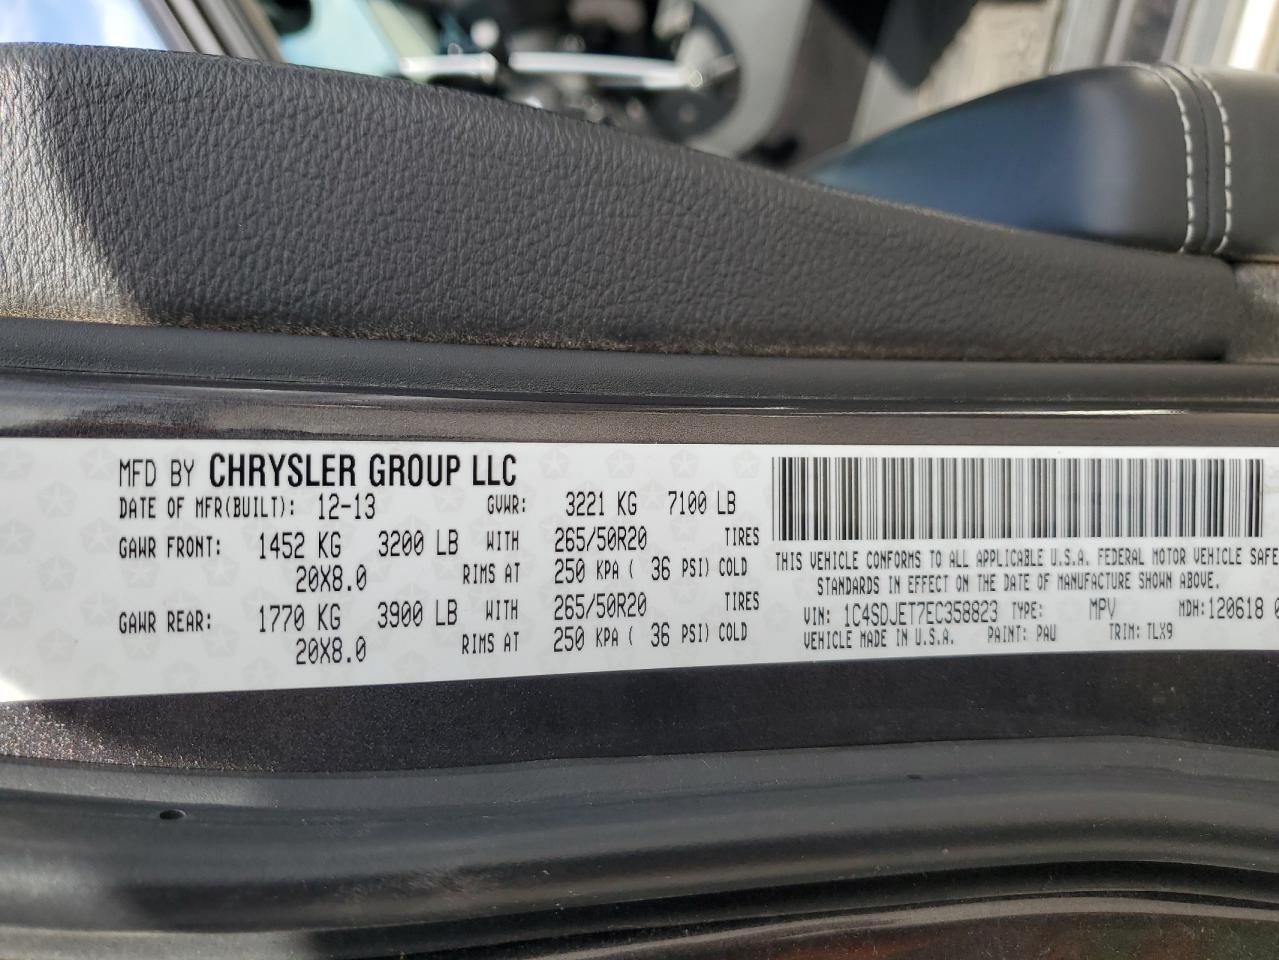 MFD BY CHRYSLER GROUP LLC
DATE OF MFR(BUILT): 12-13 GVWR: 3221 KG 7100 LB
GAWR FRONT: 1452 KG 3200 LB WITH 265/50R20 TIRES
20X8.0 RIMS AT 250 KPA ( 36 PSI) COLD
GAWR REAR: 1770 KG 3900 LB WITH 265/50R20 TIRES
20X8.0 RIMS AT 250 KPA ( 36 PSI) COLD
THIS VEHICLE CONFORMS TO ALL APPLICABLE U.S.A. FEDERAL MOTOR VEHICLE SAFE
STANDARDS IN EFFECT ON THE DATE OF MANUFACTURE SHOWN ABOVE.
VIN: 1C4SDJET7EC358823 TYPE: MPV MDH:120618 0
VEHICLE MADE IN U.S.A. PAINT: PAU TRIM: TLX9